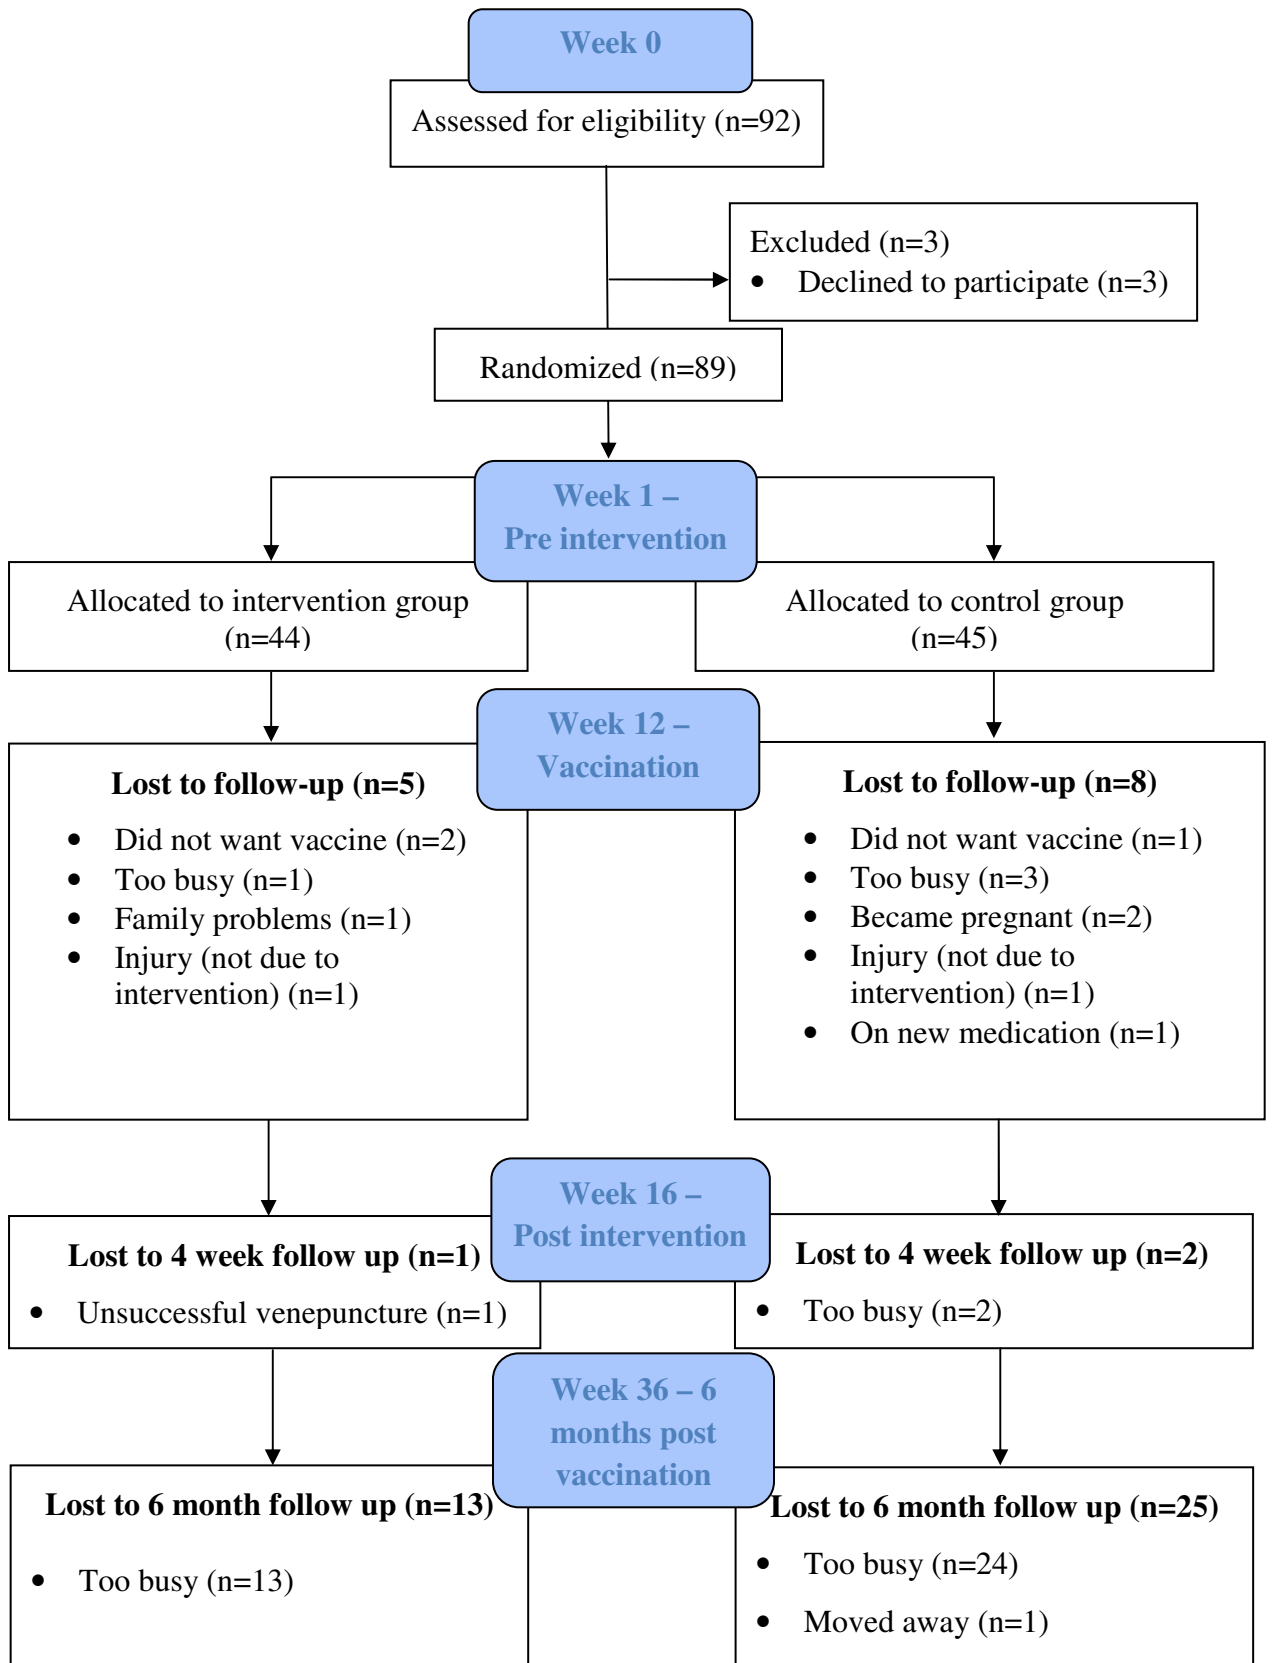 Week 0
Assessed for eligibility (n=92)
Excluded (n=3)
• Declined to participate (n=3)
Randomized (n=89)
Week 1 –
Pre intervention
Allocated to intervention group
(n=44)
Allocated to control group
(n=45)
Week 12 –
Vaccination
Lost to follow-up (n=5)
• Did not want vaccine (n=2)
• Too busy (n=1)
• Family problems (n=1)
• Injury (not due to
intervention) (n=1)
Lost to follow-up (n=8)
• Did not want vaccine (n=1)
• Too busy (n=3)
• Became pregnant (n=2)
• Injury (not due to
intervention) (n=1)
• On new medication (n=1)
Week 16 –
Post intervention
Lost to 4 week follow up (n=1)
• Unsuccessful venepuncture (n=1)
Lost to 4 week follow up (n=2)
• Too busy (n=2)
Week 36 – 6
months post
vaccination
Lost to 6 month follow up (n=13)
• Too busy (n=13)
Lost to 6 month follow up (n=25)
• Too busy (n=24)
• Moved away (n=1)